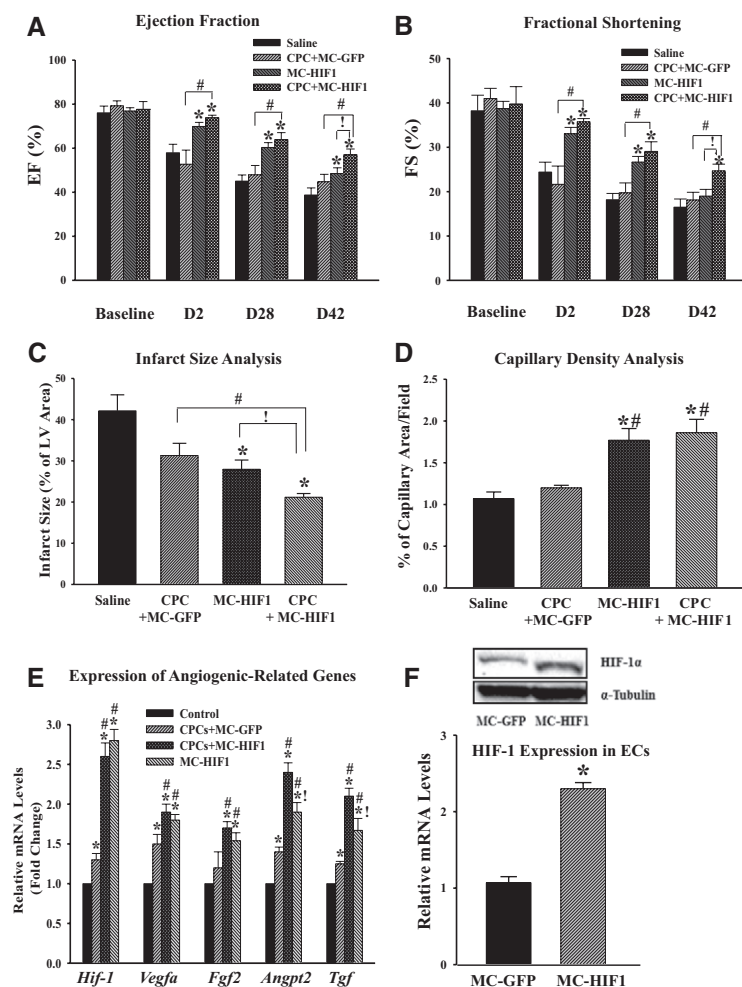 A
Ejection Fraction
Saline
CPC+MC-GFP
MC-HIF1
CPC+MC-HIF1
EF (%)
100
80
60
40
20
0
#
* *
#
* *
#
!
* *
Baseline D2 D28 D42
B
Fractional Shortening
Saline
CPC+MC-GFP
MC-HIF1
CPC+MC-HIF1
FS (%)
50
40
30
20
10
0
#
* *
#
* *
#
!
*
Baseline D2 D28 D42
C
Infarct Size Analysis
Infarct Size (% of LV Area)
50
40
30
20
10
0
#
!
*
*
Saline CPC MC-HIF1 CPC
+MC-GFP + MC-HIF1
D
Capillary Density Analysis
% of Capillary Area/Field
2.5
2.0
1.5
1.0
0.5
0.0
*# *#
Saline CPC MC-HIF1 CPC
+MC-GFP + MC-HIF1
E
Expression of Angiogenic-Related Genes
Control
CPCs+MC-GFP
CPCs+MC-HIF1
MC-HIF1
Relative mRNA Levels
(Fold Change)
3.0
2.5
2.0
1.5
1.0
0.5
0.0
# #
* * *
# #
* * *
# #
* *
# #
* * *!
# #
* * *!
Hif-1 Vegfa Fgf2 Angpt2 Tgf
F
HIF-1α
α-Tubulin
MC-GFP MC-HIF1
HIF-1 Expression in ECs
Relative mRNA Levels
3
2
1
0
*
MC-GFP MC-HIF1